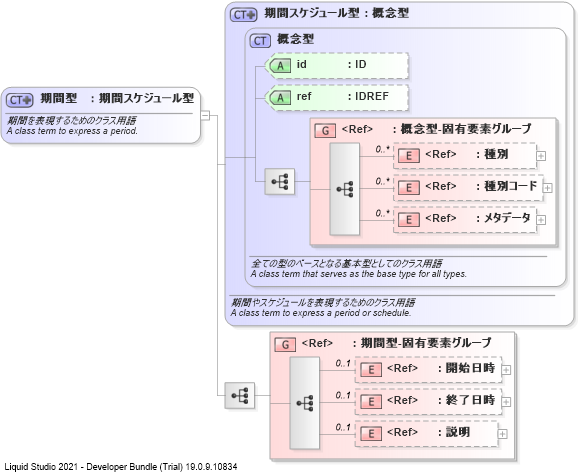 CT 期間スケジュール型 : 概念型
CT 概念型
A id : ID
A ref : IDREF
CT 期間型 : 期間スケジュール型
期間を表現するためのクラス用語
A class term to express a period.
G <Ref> : 概念型-固有要素グループ
0..* E <Ref> : 種別
0..* E <Ref> : 種別コード
0..* E <Ref> : メタデータ
全ての型のベースとなる基本型としてのクラス用語
A class term that serves as the base type for all types.
期間やスケジュールを表現するためのクラス用語
A class term to express a period or schedule.
G <Ref> : 期間型-固有要素グループ
0..1 E <Ref> : 開始日時
0..1 E <Ref> : 終了日時
0..1 E <Ref> : 説明
Liquid Studio 2021 - Developer Bundle (Trial) 19.0.9.10834